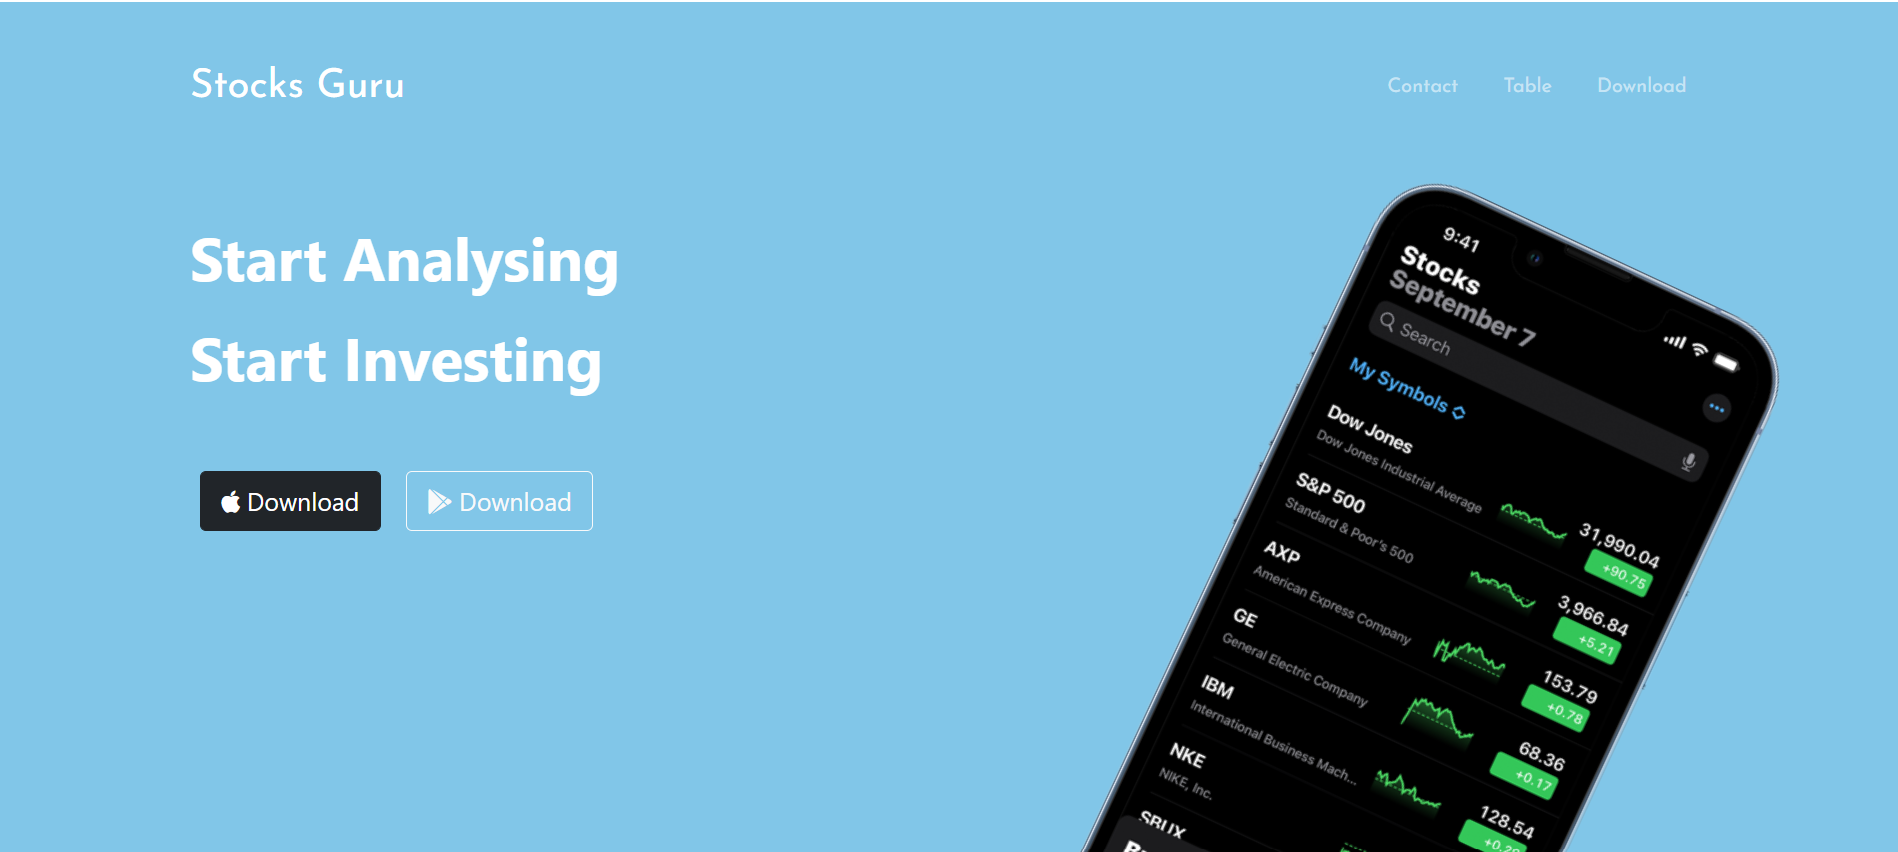 Stocks Guru
Contact
Table
Download
Start Analysing
Start Investing
Download
Download
9:41
Stocks
September 7
Search
My Symbols
Dow Jones
Dow Jones Industrial Average
31,990.04
+90.75
S&P 500
Standard & Poor's 500
3,966.84
+5.21
AXP
American Express Company
153.79
+0.78
GE
General Electric Company
68.36
+0.17
IBM
International Business Mach...
128.54
NKE
NIKE, Inc.
SBUX